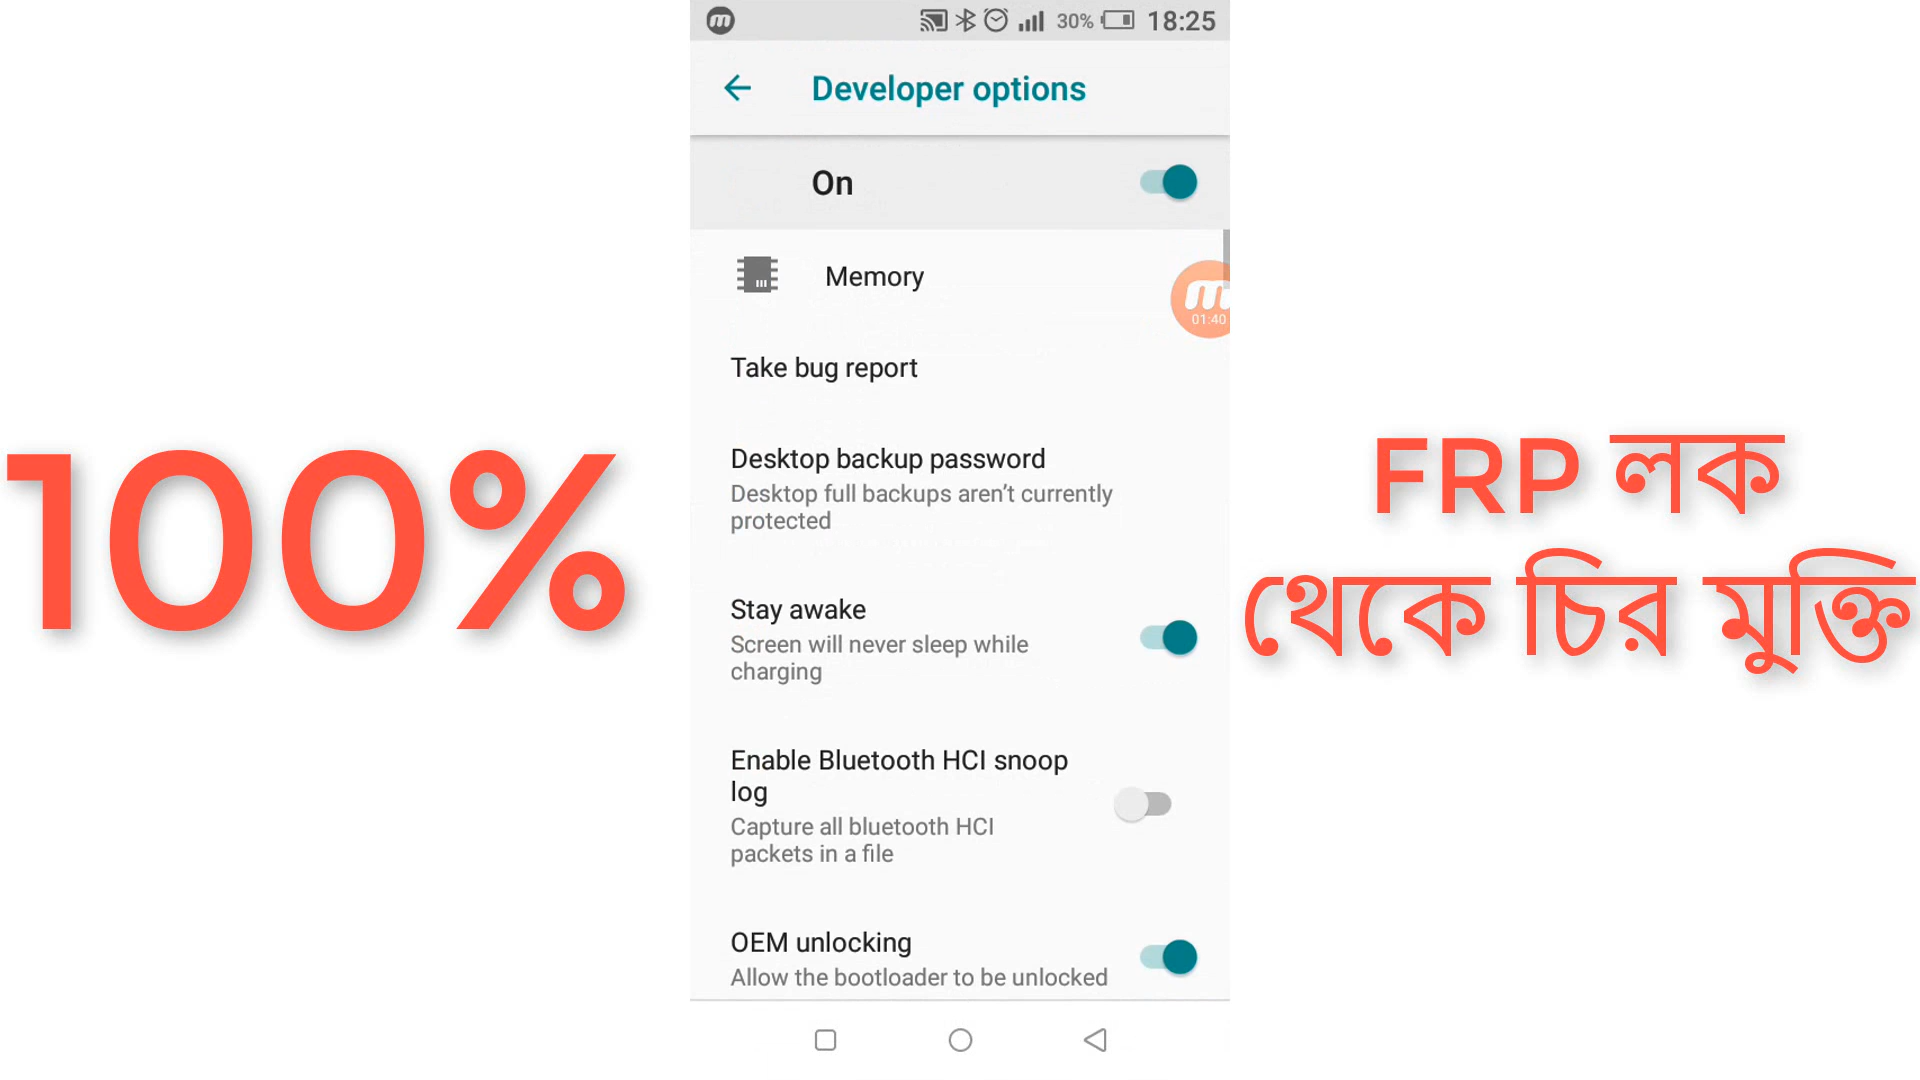 30% 18:25
Developer options
On
Memory
01:40
Take bug report
Desktop backup password
Desktop full backups aren’t currently
protected
Stay awake
Screen will never sleep while
charging
Enable Bluetooth HCI snoop
log
Capture all bluetooth HCI
packets in a file
OEM unlocking
Allow the bootloader to be unlocked
100%
FRP লক
থেকে চির মুক্তি